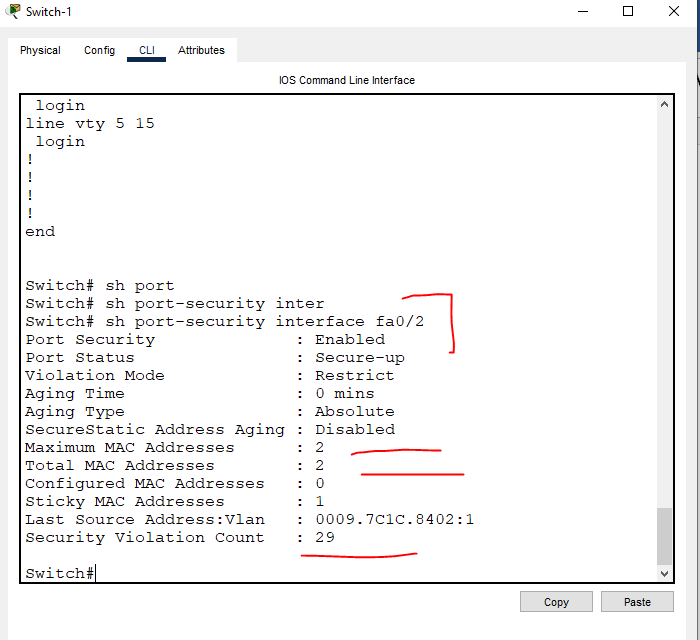 Switch-1
Physical Config CLI Attributes
IOS Command Line Interface
login
line vty 5 15
login
!
!
!
!
end
Switch# sh port
Switch# sh port-security inter
Switch# sh port-security interface fa0/2
Port Security : Enabled
Port Status : Secure-up
Violation Mode : Restrict
Aging Time : 0 mins
Aging Type : Absolute
SecureStatic Address Aging : Disabled
Maximum MAC Addresses : 2
Total MAC Addresses : 2
Configured MAC Addresses : 0
Sticky MAC Addresses : 1
Last Source Address:Vlan : 0009.7C1C.8402:1
Security Violation Count : 29
Switch#
Copy Paste